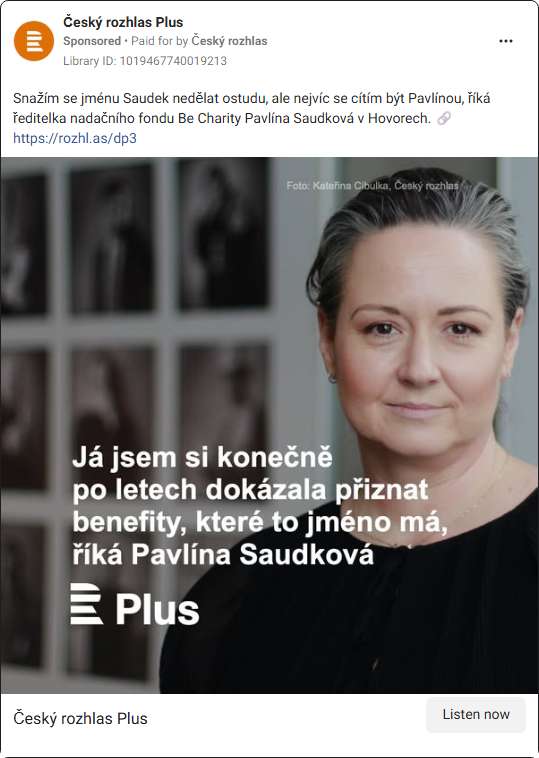 Český rozhlas Plus
Sponsored • Paid for by Český rozhlas
Library ID: 1019467740019213
Snažím se jménu Saudek nedělat ostudu, ale nejvíc se cítím být Pavlínou, říká
ředitelka nadačního fondu Be Charity Pavlína Saudková v Hovorech. 🔗
https://rozhl.as/dp3
Foto: Kateřina Cibulka, Český rozhlas
Já jsem si konečně
po letech dokázala přiznat
benefity, které to jméno má,
říká Pavlína Saudková
Plus
Český rozhlas Plus
Listen now